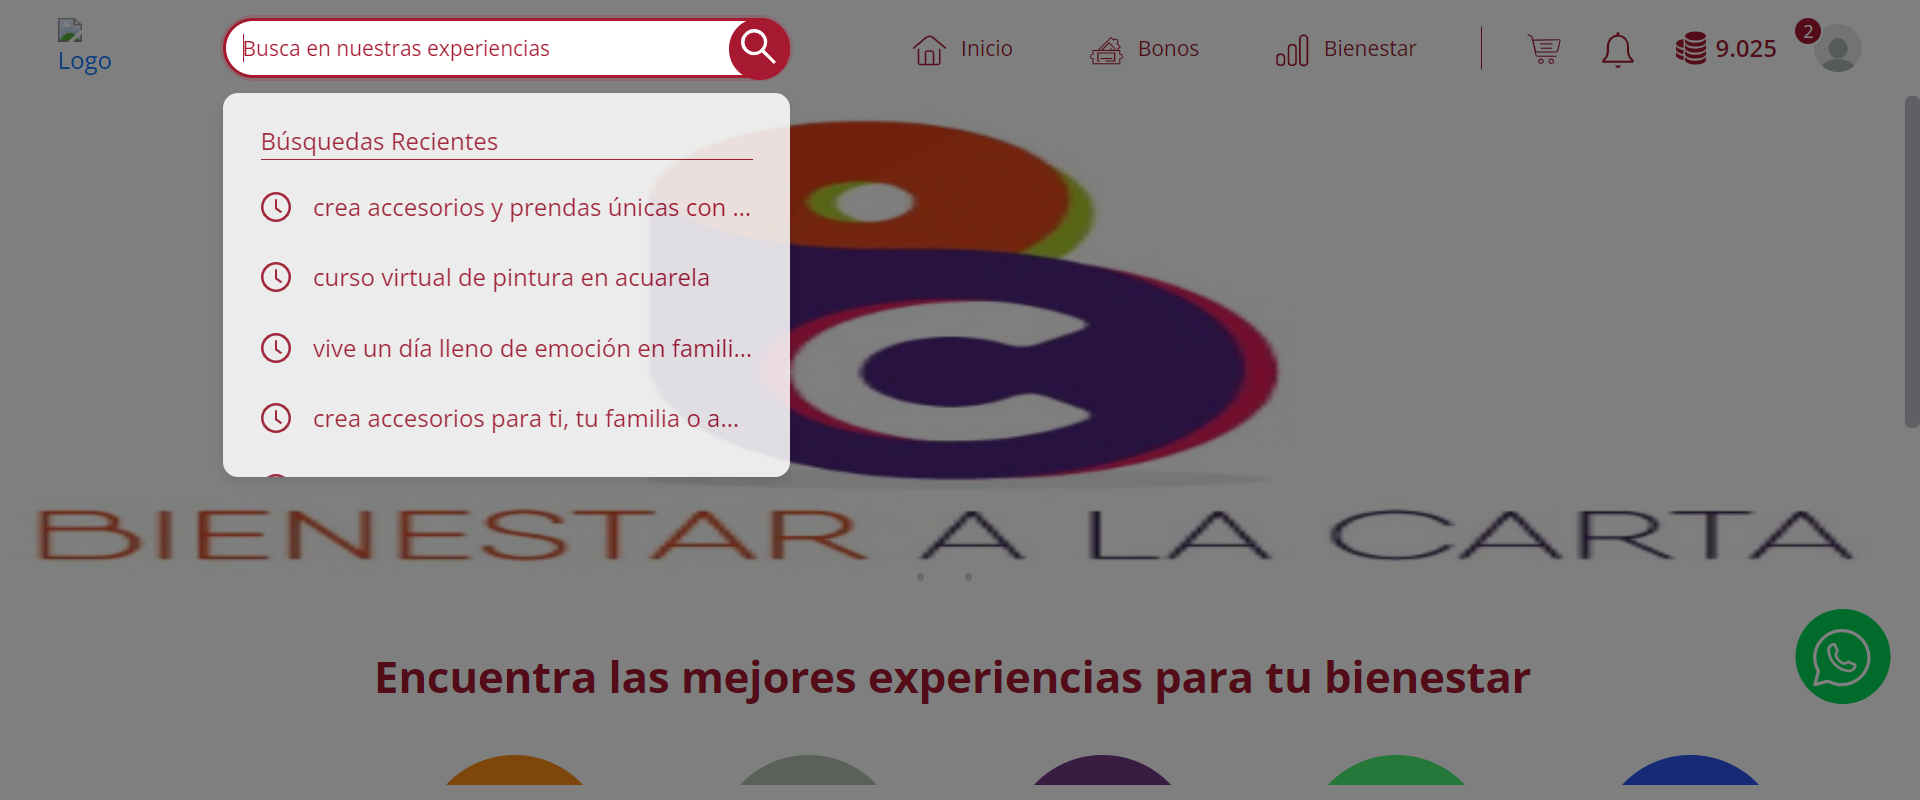 Logo
Busca en nuestras experiencias
Inicio
Bonos
Bienestar
9.025
2
Búsquedas Recientes
crea accesorios y prendas únicas con ...
curso virtual de pintura en acuarela
vive un día lleno de emoción en famili...
crea accesorios para ti, tu familia o a...
BIENESTAR A LA CARTA
Encuentra las mejores experiencias para tu bienestar